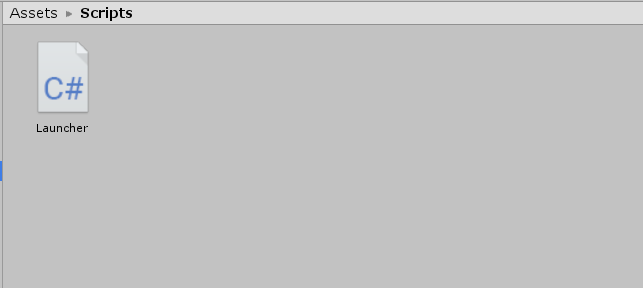 Assets ▸ Scripts
C#
Launcher